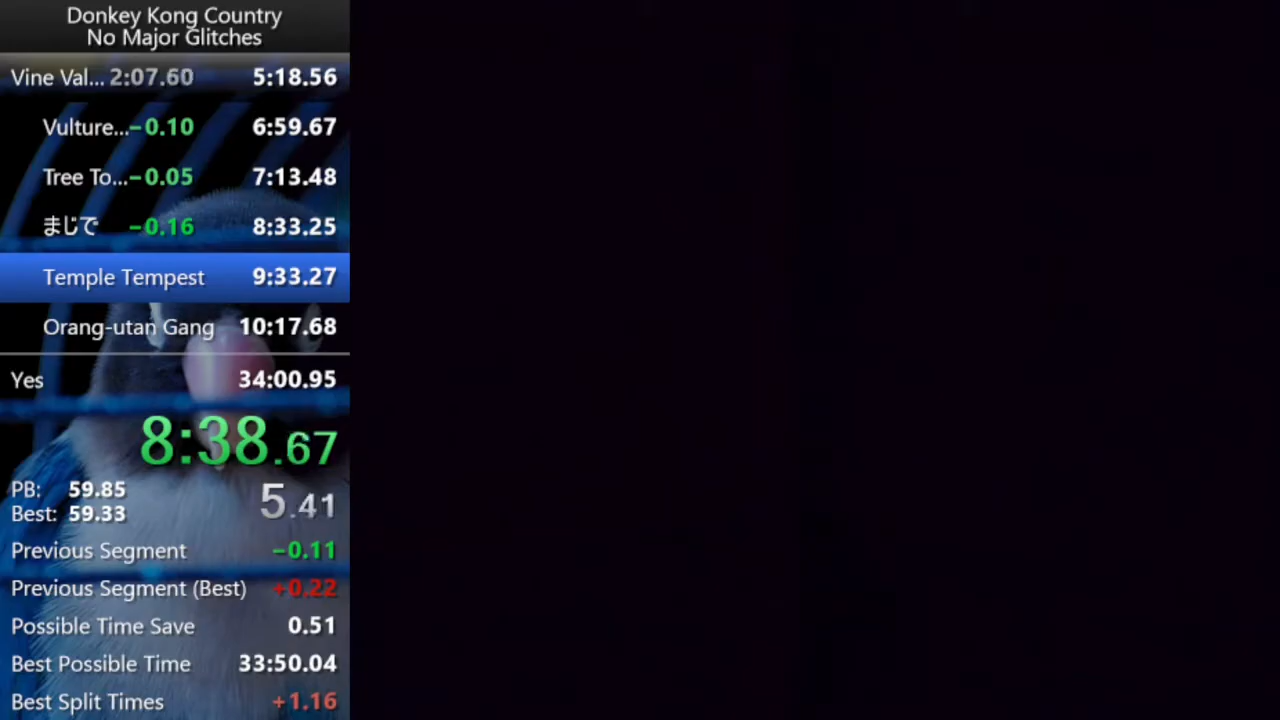 Donkey Kong Country
No Major Glitches
Vine Val... 2:07.60 5:18.56
Vulture... -0.10 6:59.67
Tree To... -0.05 7:13.48
まじで -0.16 8:33.25
Temple Tempest 9:33.27
Orang-utan Gang 10:17.68
Yes 34:00.95
8:38.67
PB: 59.85 5.41
Best: 59.33
Previous Segment -0.11
Previous Segment (Best) +0.22
Possible Time Save 0.51
Best Possible Time 33:50.04
Best Split Times +1.16